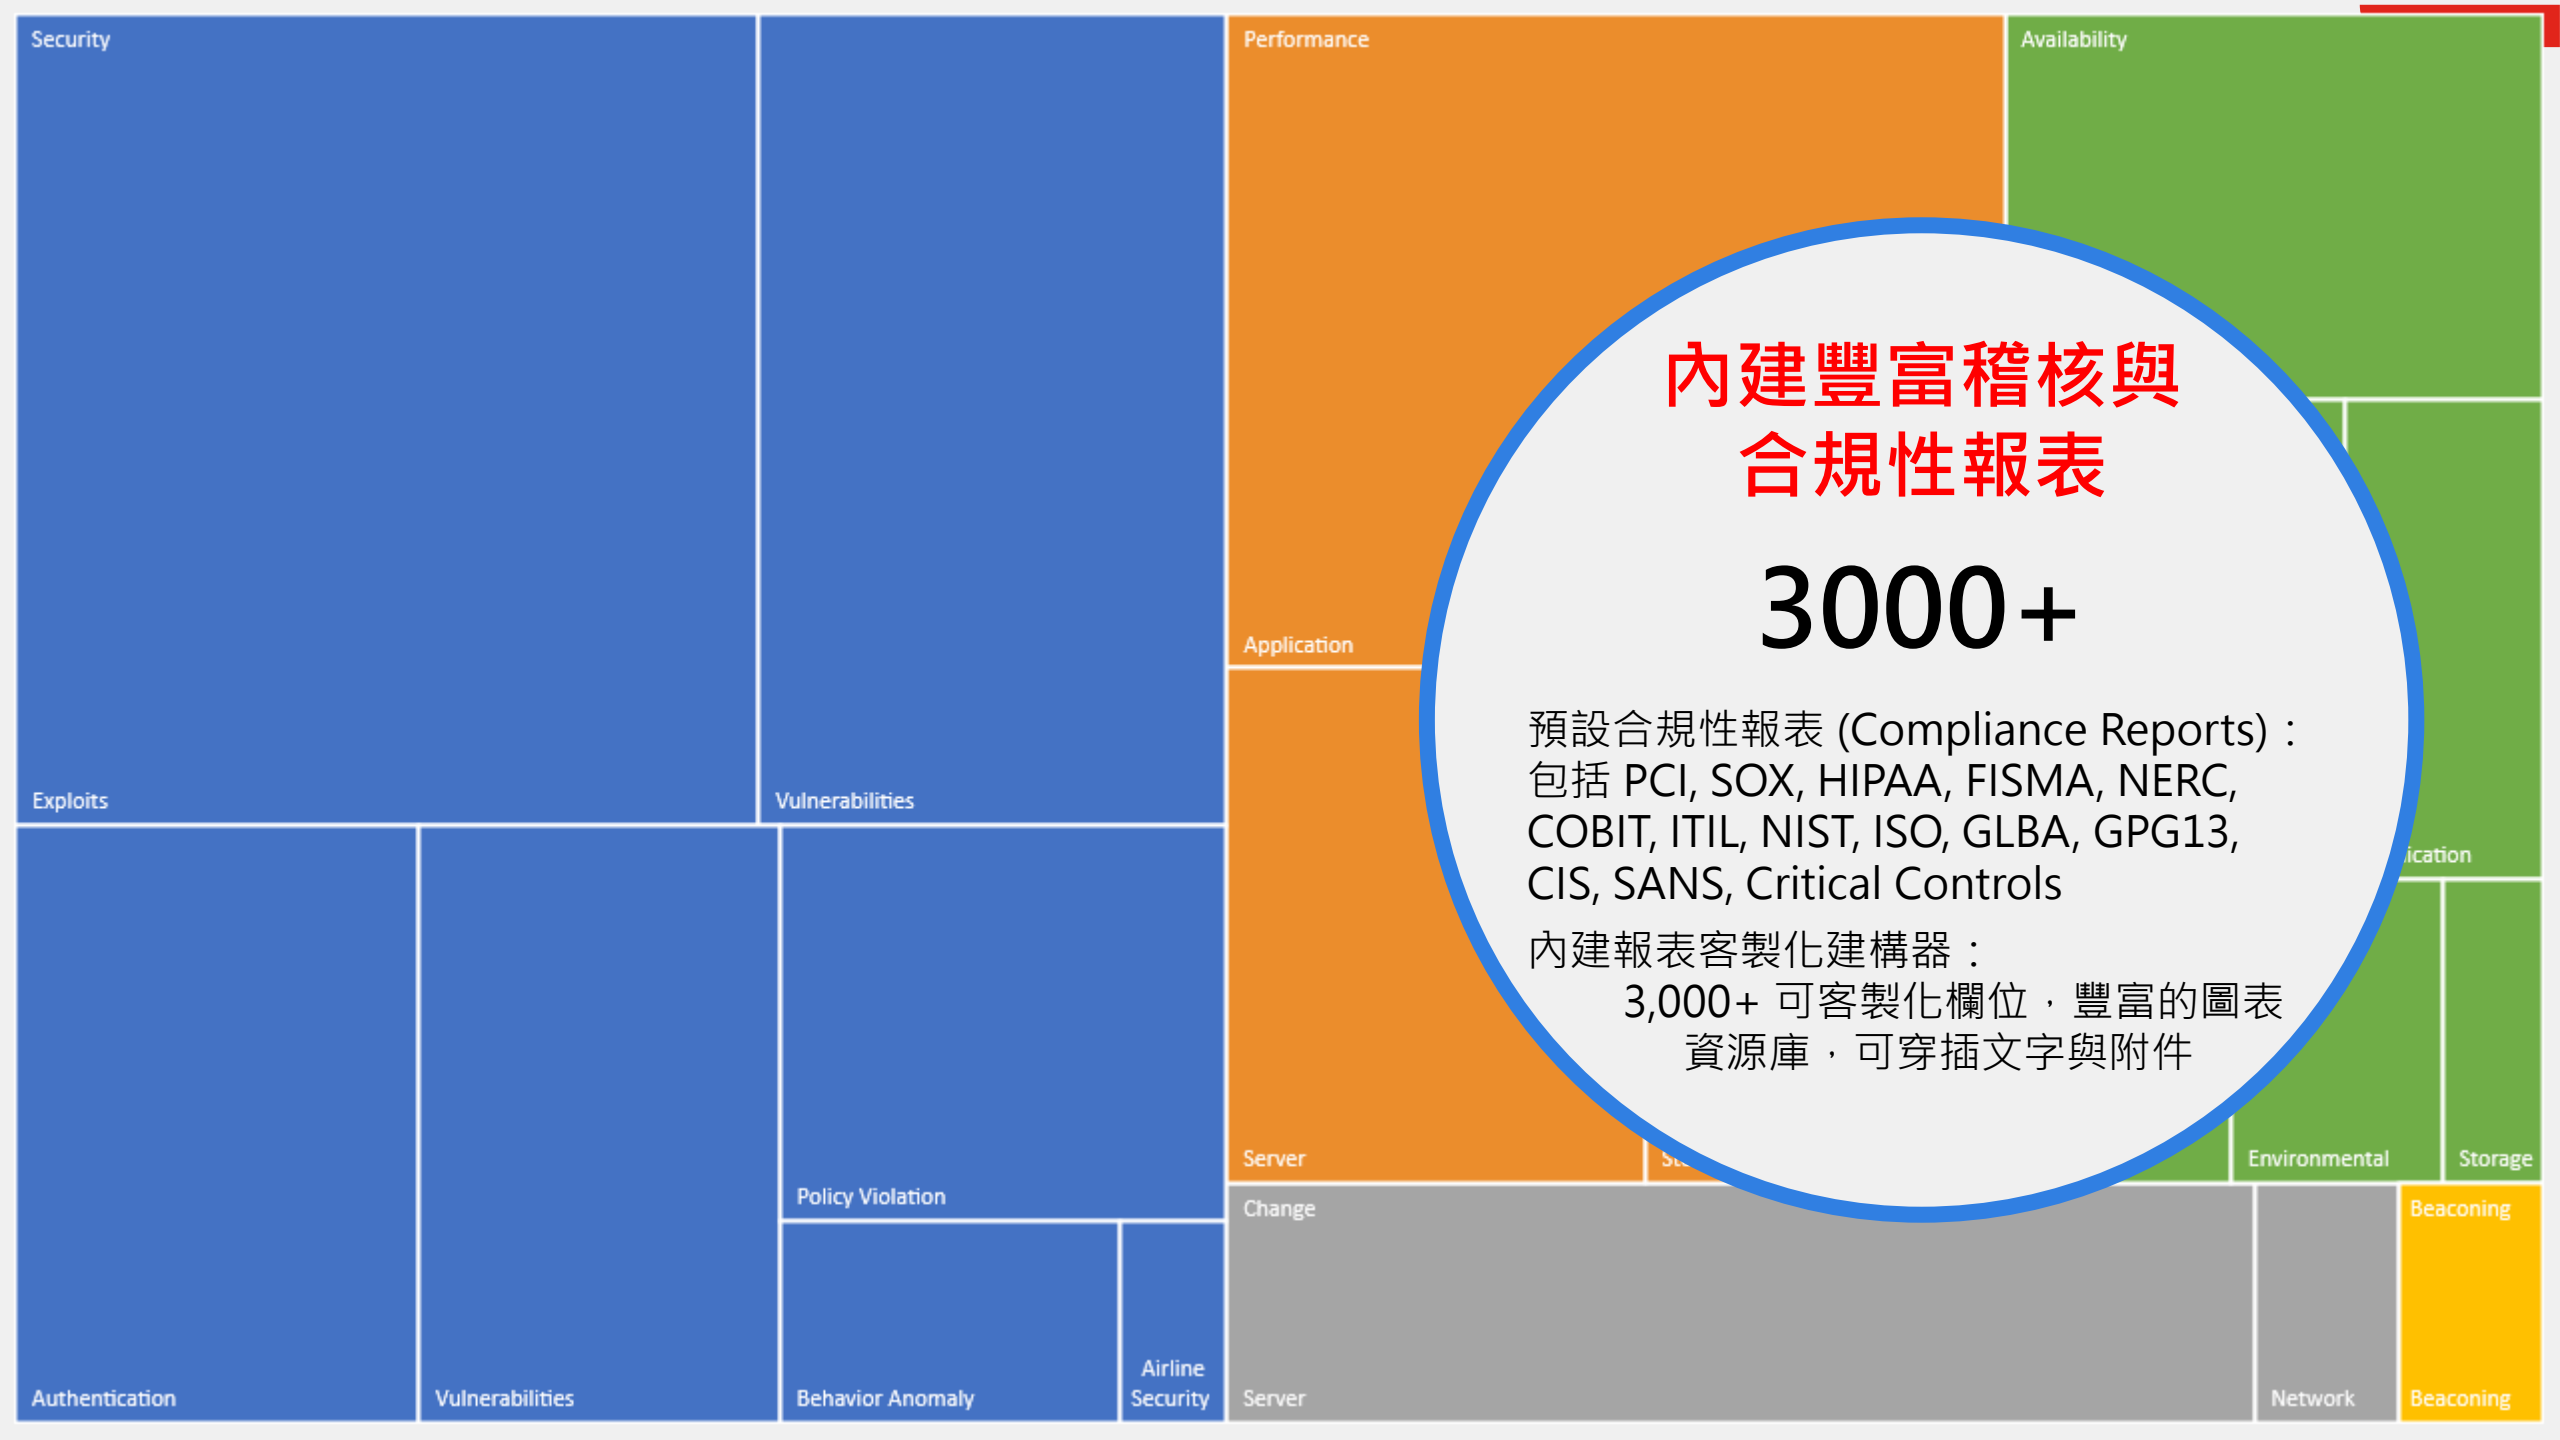 Security
Performance
Availability
內建豐富稽核與
合規性報表
3000+
Application
預設合規性報表 (Compliance Reports)：
包括 PCI, SOX, HIPAA, FISMA, NERC,
COBIT, ITIL, NIST, ISO, GLBA, GPG13,
CIS, SANS, Critical Controls
Exploits
Vulnerabilities
內建報表客製化建構器：
3,000+ 可客製化欄位，豐富的圖表
資源庫，可穿插文字與附件
Server
Environmental
Storage
Policy Violation
Change
Beaconing
Authentication
Vulnerabilities
Behavior Anomaly
Airline
Security
Server
Network
Beaconing